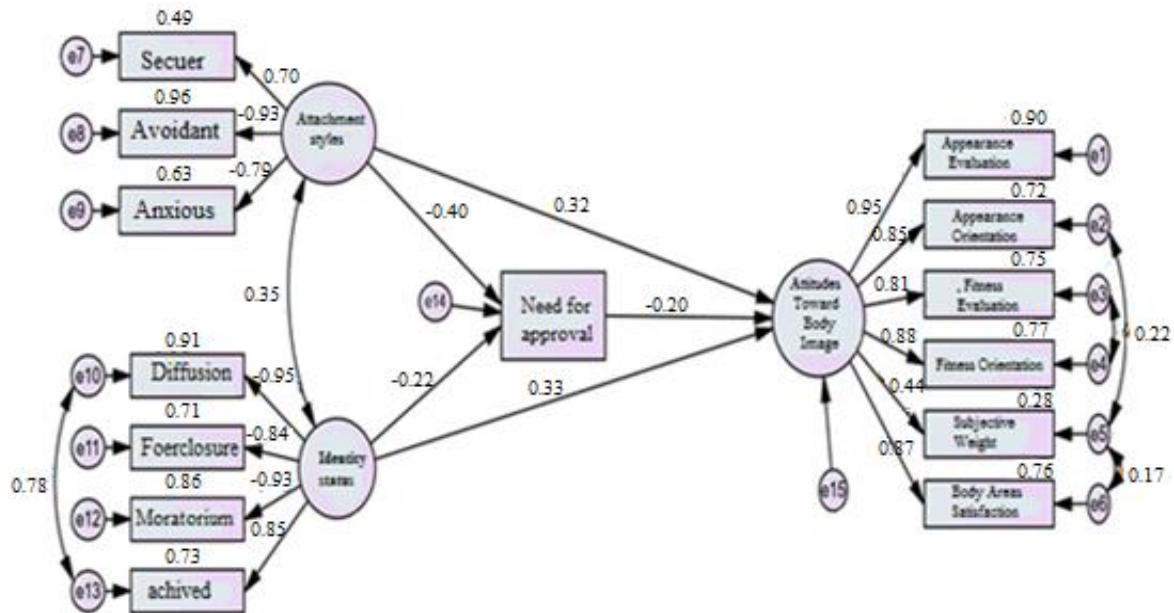 0.49
e7
Secuer
0.70
0.96
e8
Avoidant
-0.93
0.63
e9
Anxious
-0.79
Attachment
styles
0.35
0.91
e10
Diffusion
-0.95
0.71
e11
Foerclosure
-0.84
0.86
e12
Moratorium
-0.93
0.73
e13
achived
0.85
0.78
Identity
status
-0.40
0.32
e14
Need for
approval
-0.20
-0.22
0.33
Attitudes
Toward
Body
Image
e15
0.90
Appearance
Evaluation
e1
0.95
0.72
Appearance
Orientation
e2
0.85
0.75
, Fitness
Evaluation
e3
0.81
0.77
Fitness Orientation
e4
0.88
0.28
Subjective
Weight
e5
0.44
0.76
Body Areas
Satisfaction
e6
0.87
0.22
0.17